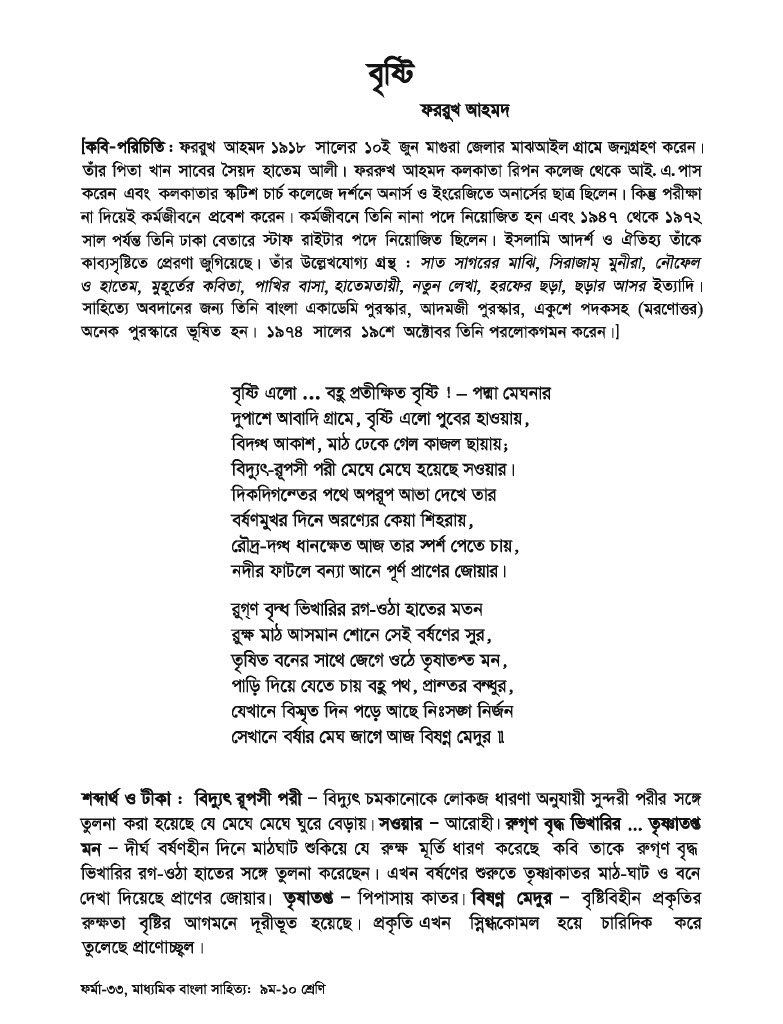 বৃষ্টি
ফররুখ আহমদ
[কবি-পরিচিতি : ফররুখ আহমদ ১৯১৮ সালের ১০ই জুন মাগুরা জেলার মাঝআইল গ্রামে জন্মগ্রহণ করেন।
তাঁর পিতা খান সাবের সৈয়দ হাতেম আলী। ফররুখ আহমদ কলকাতা রিপন কলেজ থেকে আই. এ. পাস
করেন এবং কলকাতার স্কটিশ চার্চ কলেজে দর্শনে অনার্স ও ইংরেজিতে অনার্সের ছাত্র ছিলেন। কিন্তু পরীক্ষা
না দিয়েই কর্মজীবনে প্রবেশ করেন। কর্মজীবনে তিনি নানা পদে নিয়োজিত হন এবং ১৯৪৭ থেকে ১৯৭২
সাল পর্যন্ত তিনি ঢাকা বেতারে স্টাফ রাইটার পদে নিয়োজিত ছিলেন। ইসলামি আদর্শ ও ঐতিহ্য তাঁকে
কাব্যসৃষ্টিতে প্রেরণা জুগিয়েছে। তাঁর উল্লেখযোগ্য গ্রন্থ : সাত সাগরের মাঝি, সিরাজাম্ মুনীরা, নৌফেল
ও হাতেম, মুহূর্তের কবিতা, পাখির বাসা, হাতেমতায়ী, নতুন লেখা, হরফের ছড়া, ছড়ার আসর ইত্যাদি।
সাহিত্যে অবদানের জন্য তিনি বাংলা একাডেমি পুরস্কার, আদমজী পুরস্কার, একুশে পদকসহ (মরণোত্তর)
অনেক পুরস্কারে ভূষিত হন। ১৯৭৪ সালের ১৯শে অক্টোবর তিনি পরলোকগমন করেন।]
বৃষ্টি এলো ... বহু প্রতীক্ষিত বৃষ্টি ! – পদ্মা মেঘনার
দুপাশে আবাদি গ্রামে, বৃষ্টি এলো পুবের হাওয়ায়,
বিদগ্ধ আকাশ, মাঠ ঢেকে গেল কাজল ছায়ায়;
বিদ্যুৎ-রূপসী পরী মেঘে মেঘে হয়েছে সওয়ার।
দিকদিগন্তের পথে অপরূপ আভা দেখে তার
বর্ষণমুখর দিনে অরণ্যের কেয়া শিহরায়,
রৌদ্র-দগ্ধ ধানক্ষেত আজ তার স্পর্শ পেতে চায়,
নদীর ফাটলে বন্যা আনে পূর্ণ প্রাণের জোয়ার।
রুগ্‌ণ বৃদ্ধ ভিখারির রগ-ওঠা হাতের মতন
রুক্ষ মাঠ আসমান শোনে সেই বর্ষণের সুর,
তৃষিত বনের সাথে জেগে ওঠে তৃষাতপ্ত মন,
পাড়ি দিয়ে যেতে চায় বহু পথ, প্রান্তর বন্ধুর,
যেখানে বিস্মৃত দিন পড়ে আছে নিঃসঙ্গ নির্জন
সেখানে বর্ষার মেঘ জাগে আজ বিষণ্ন মেদুর ॥
শব্দার্থ ও টীকা : বিদ্যুৎ রূপসী পরী – বিদ্যুৎ চমকানোকে লোকজ ধারণা অনুযায়ী সুন্দরী পরীর সঙ্গে
তুলনা করা হয়েছে যে মেঘে মেঘে ঘুরে বেড়ায়। সওয়ার – আরোহী। রুগ্‌ণ বৃদ্ধ ভিখারির ... তৃষ্ণাতপ্ত
মন – দীর্ঘ বর্ষণহীন দিনে মাঠঘাট শুকিয়ে যে রুক্ষ মূর্তি ধারণ করেছে কবি তাকে রুগ্‌ণ বৃদ্ধ
ভিখারির রগ-ওঠা হাতের সঙ্গে তুলনা করেছেন। এখন বর্ষণের শুরুতে তৃষ্ণাকাতর মাঠ-ঘাট ও বনে
দেখা দিয়েছে প্রাণের জোয়ার। তৃষাতপ্ত – পিপাসায় কাতর। বিষণ্ন মেদুর – বৃষ্টিবিহীন প্রকৃতির
রুক্ষতা বৃষ্টির আগমনে দূরীভূত হয়েছে। প্রকৃতি এখন স্নিগ্ধকোমল হয়ে চারিদিক করে
তুলেছে প্রাণোচ্ছ্বল।
ফর্মা-৩৩, মাধ্যমিক বাংলা সাহিত্য: ৯ম-১০ শ্রেণি